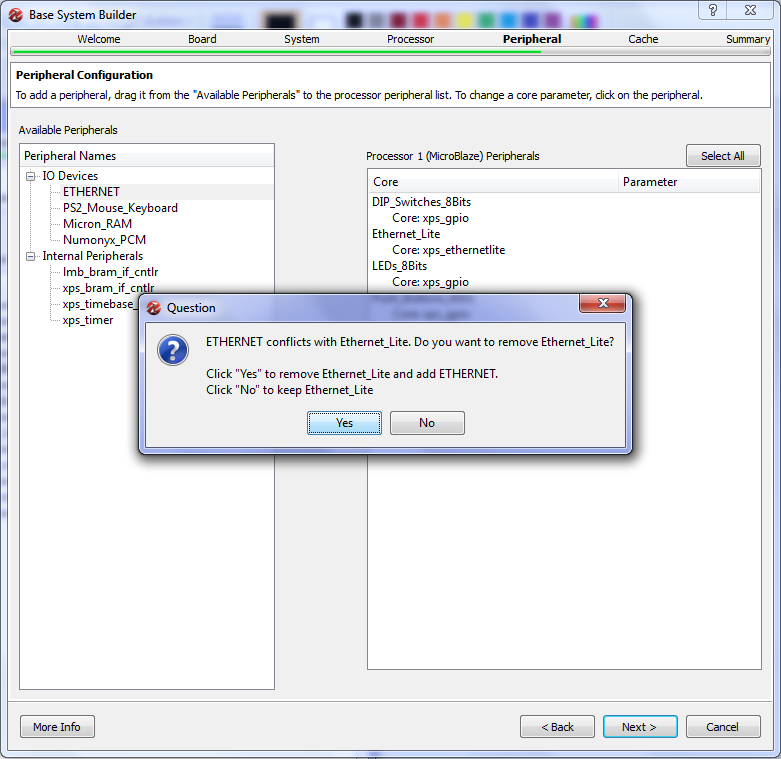 Base System Builder
?
Welcome Board System Processor Peripheral Cache Summary
Peripheral Configuration
To add a peripheral, drag it from the "Available Peripherals" to the processor peripheral list. To change a core parameter, click on the peripheral.
Available Peripherals
Peripheral Names
IO Devices
ETHERNET
PS2_Mouse_Keyboard
Micron_RAM
Numonyx_PCM
Internal Peripherals
lmb_bram_if_cntlr
xps_bram_if_cntlr
xps_timebase_
xps_timer
Processor 1 (MicroBlaze) Peripherals
Select All
Core Parameter
DIP_Switches_8Bits
Core: xps_gpio
Ethernet_Lite
Core: xps_ethernetlite
LEDs_8Bits
Core: xps_gpio
Core: xps_gpio
Question
ETHERNET conflicts with Ethernet_Lite. Do you want to remove Ethernet_Lite?
Click "Yes" to remove Ethernet_Lite and add ETHERNET.
Click "No" to keep Ethernet_Lite
Yes No
More Info < Back Next > Cancel